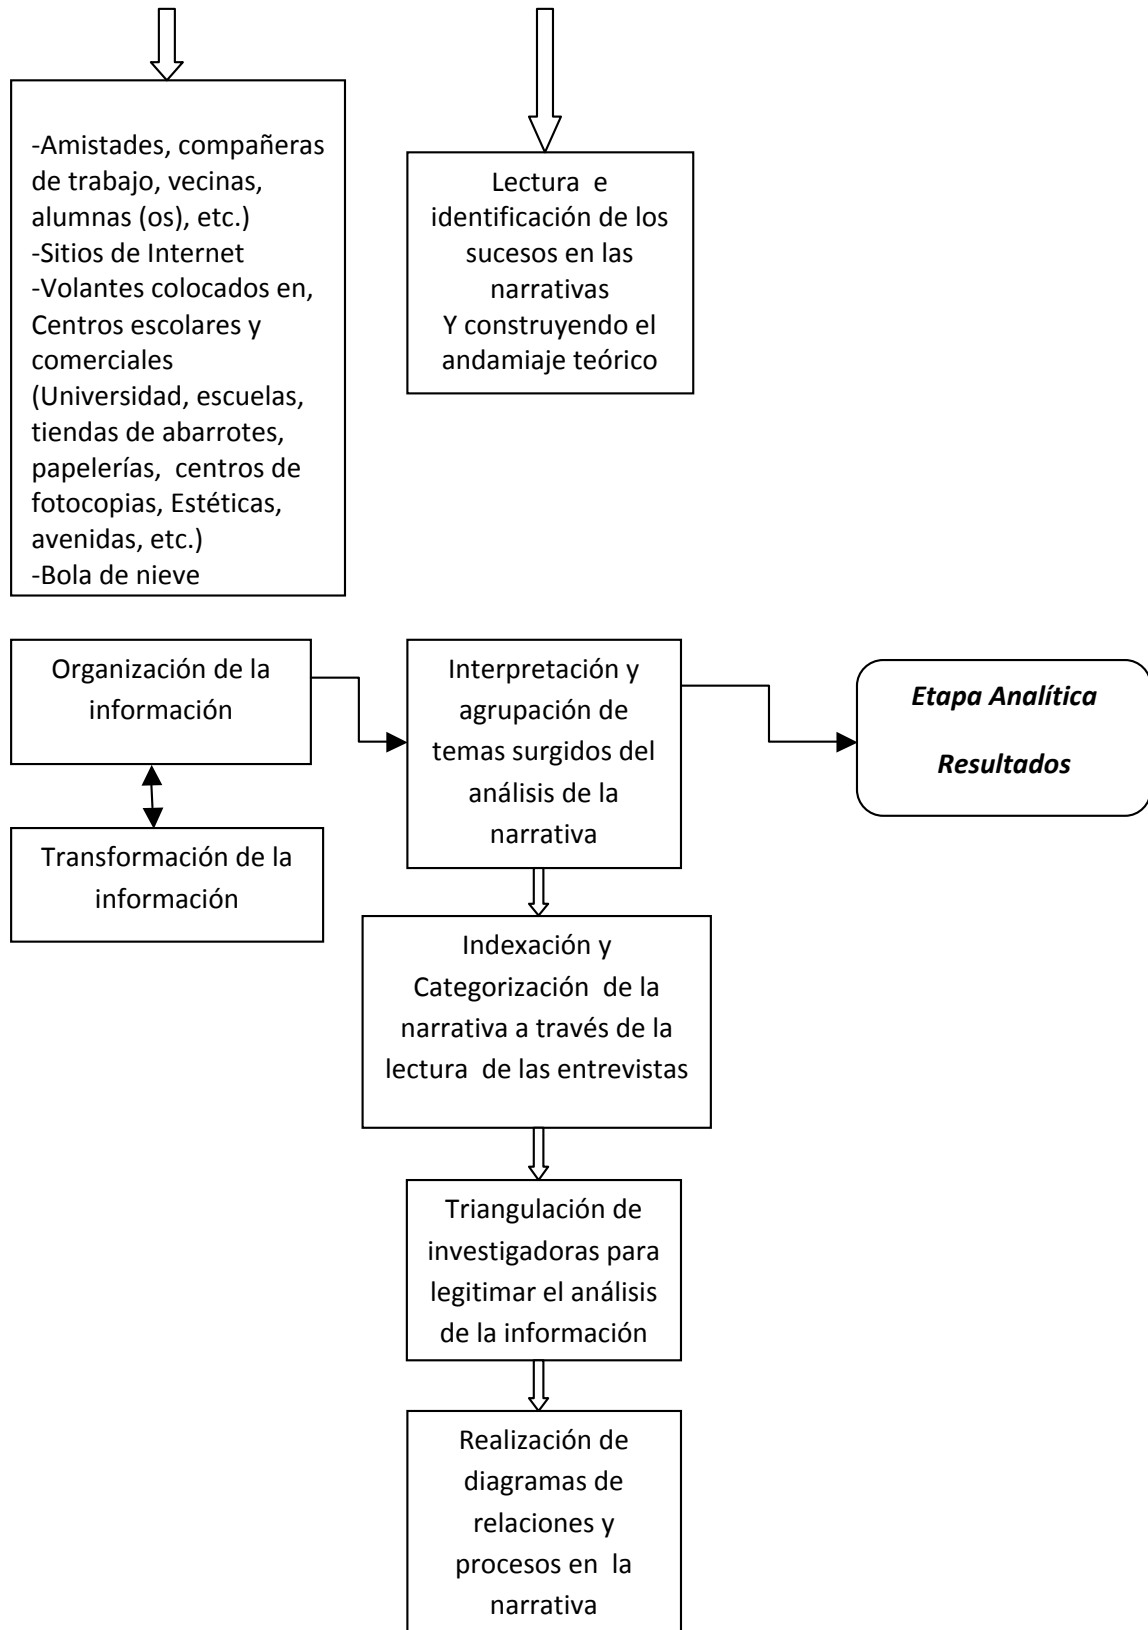 -Amistades, compañeras
de trabajo, vecinas,
alumnas (os), etc.)
-Sitios de Internet
-Volantes colocados en,
Centros escolares y
comerciales
(Universidad, escuelas,
tiendas de abarrotes,
papelerías, centros de
fotocopias, Estéticas,
avenidas, etc.)
-Bola de nieve
Lectura e
identificación de los
sucesos en las
narrativas
Y construyendo el
andamiaje teórico
Organización de la
información
Transformación de la
información
Interpretación y
agrupación de
temas surgidos del
análisis de la
narrativa
Etapa Analítica
Resultados
Indexación y
Categorización de la
narrativa a través de la
lectura de las entrevistas
Triangulación de
investigadoras para
legitimar el análisis
de la información
Realización de
diagramas de
relaciones y
procesos en la
narrativa